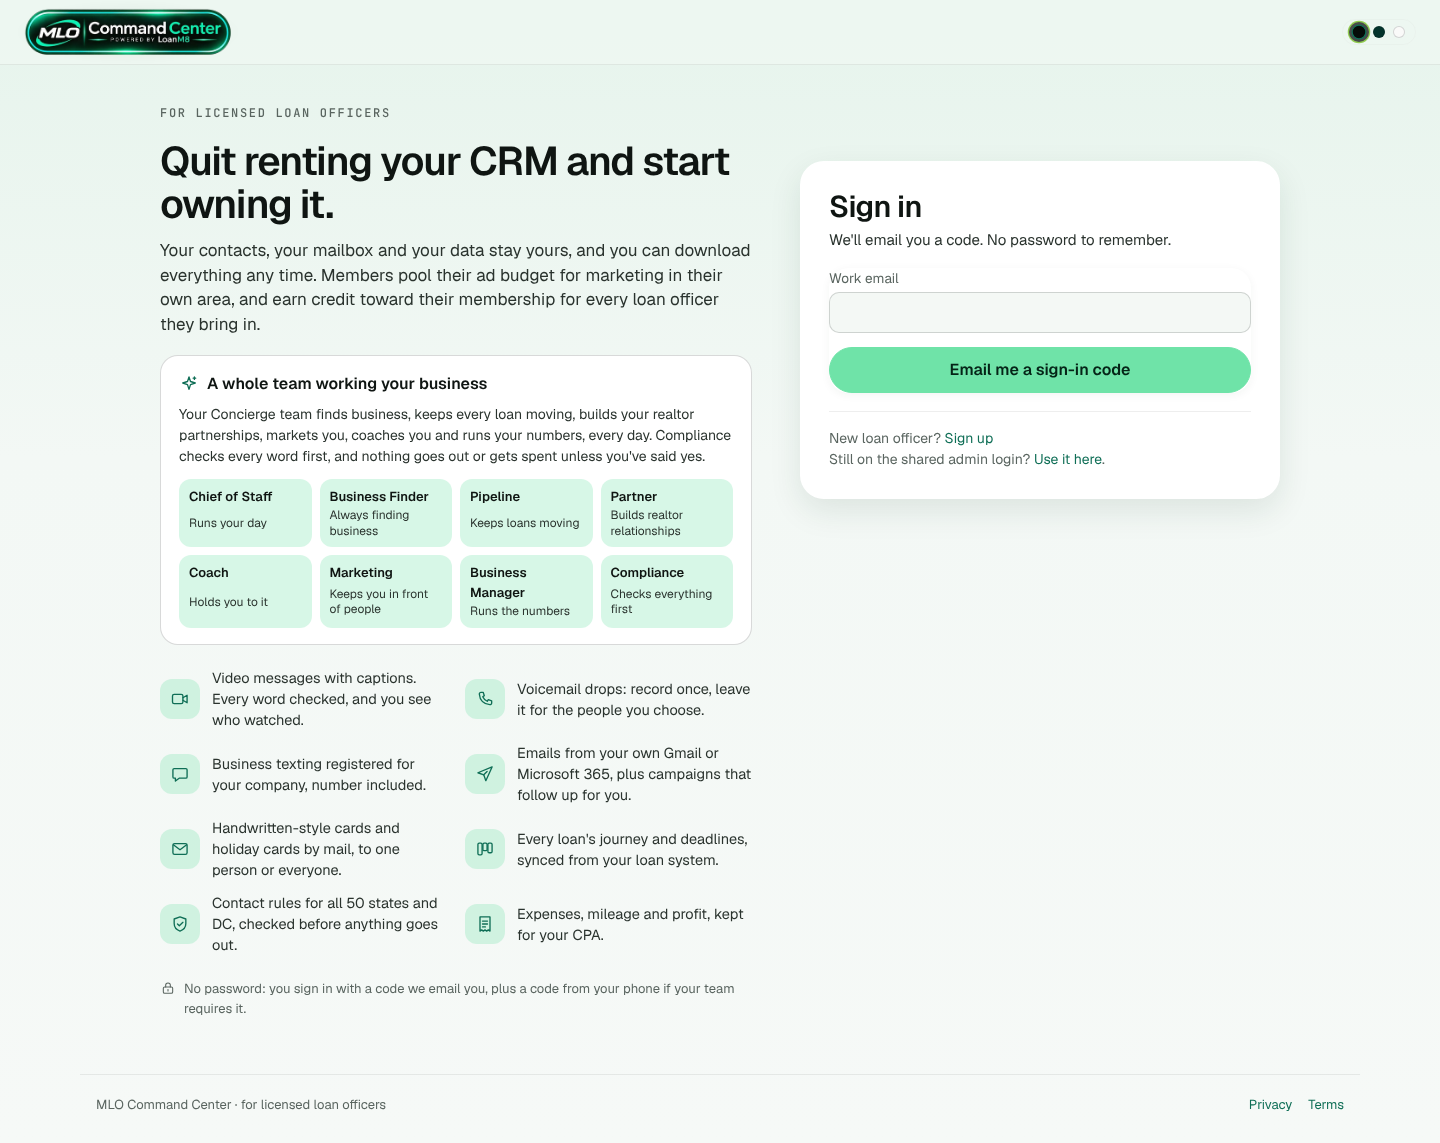 MLO Command Center
POWERED BY LoanMB
FOR LICENSED LOAN OFFICERS
Quit renting your CRM and start
owning it.
Your contacts, your mailbox and your data stay yours, and you can download
everything any time. Members pool their ad budget for marketing in their
own area, and earn credit toward their membership for every loan officer
they bring in.
A whole team working your business
Your Concierge team finds business, keeps every loan moving, builds your realtor
partnerships, markets you, coaches you and runs your numbers, every day. Compliance
checks every word first, and nothing goes out or gets spent unless you've said yes.
Chief of Staff
Runs your day
Business Finder
Always finding
business
Pipeline
Keeps loans moving
Partner
Builds realtor
relationships
Coach
Holds you to it
Marketing
Keeps you in front
of people
Business
Manager
Runs the numbers
Compliance
Checks everything
first
Video messages with captions.
Every word checked, and you see
who watched.
Voicemail drops: record once, leave
it for the people you choose.
Business texting registered for
your company, number included.
Emails from your own Gmail or
Microsoft 365, plus campaigns that
follow up for you.
Handwritten-style cards and
holiday cards by mail, to one
person or everyone.
Every loan's journey and deadlines,
synced from your loan system.
Contact rules for all 50 states and
DC, checked before anything goes
out.
Expenses, mileage and profit, kept
for your CPA.
No password: you sign in with a code we email you, plus a code from your phone if your team
requires it.
Sign in
We'll email you a code. No password to remember.
Work email
Email me a sign-in code
New loan officer? Sign up
Still on the shared admin login? Use it here.
MLO Command Center · for licensed loan officers
Privacy
Terms